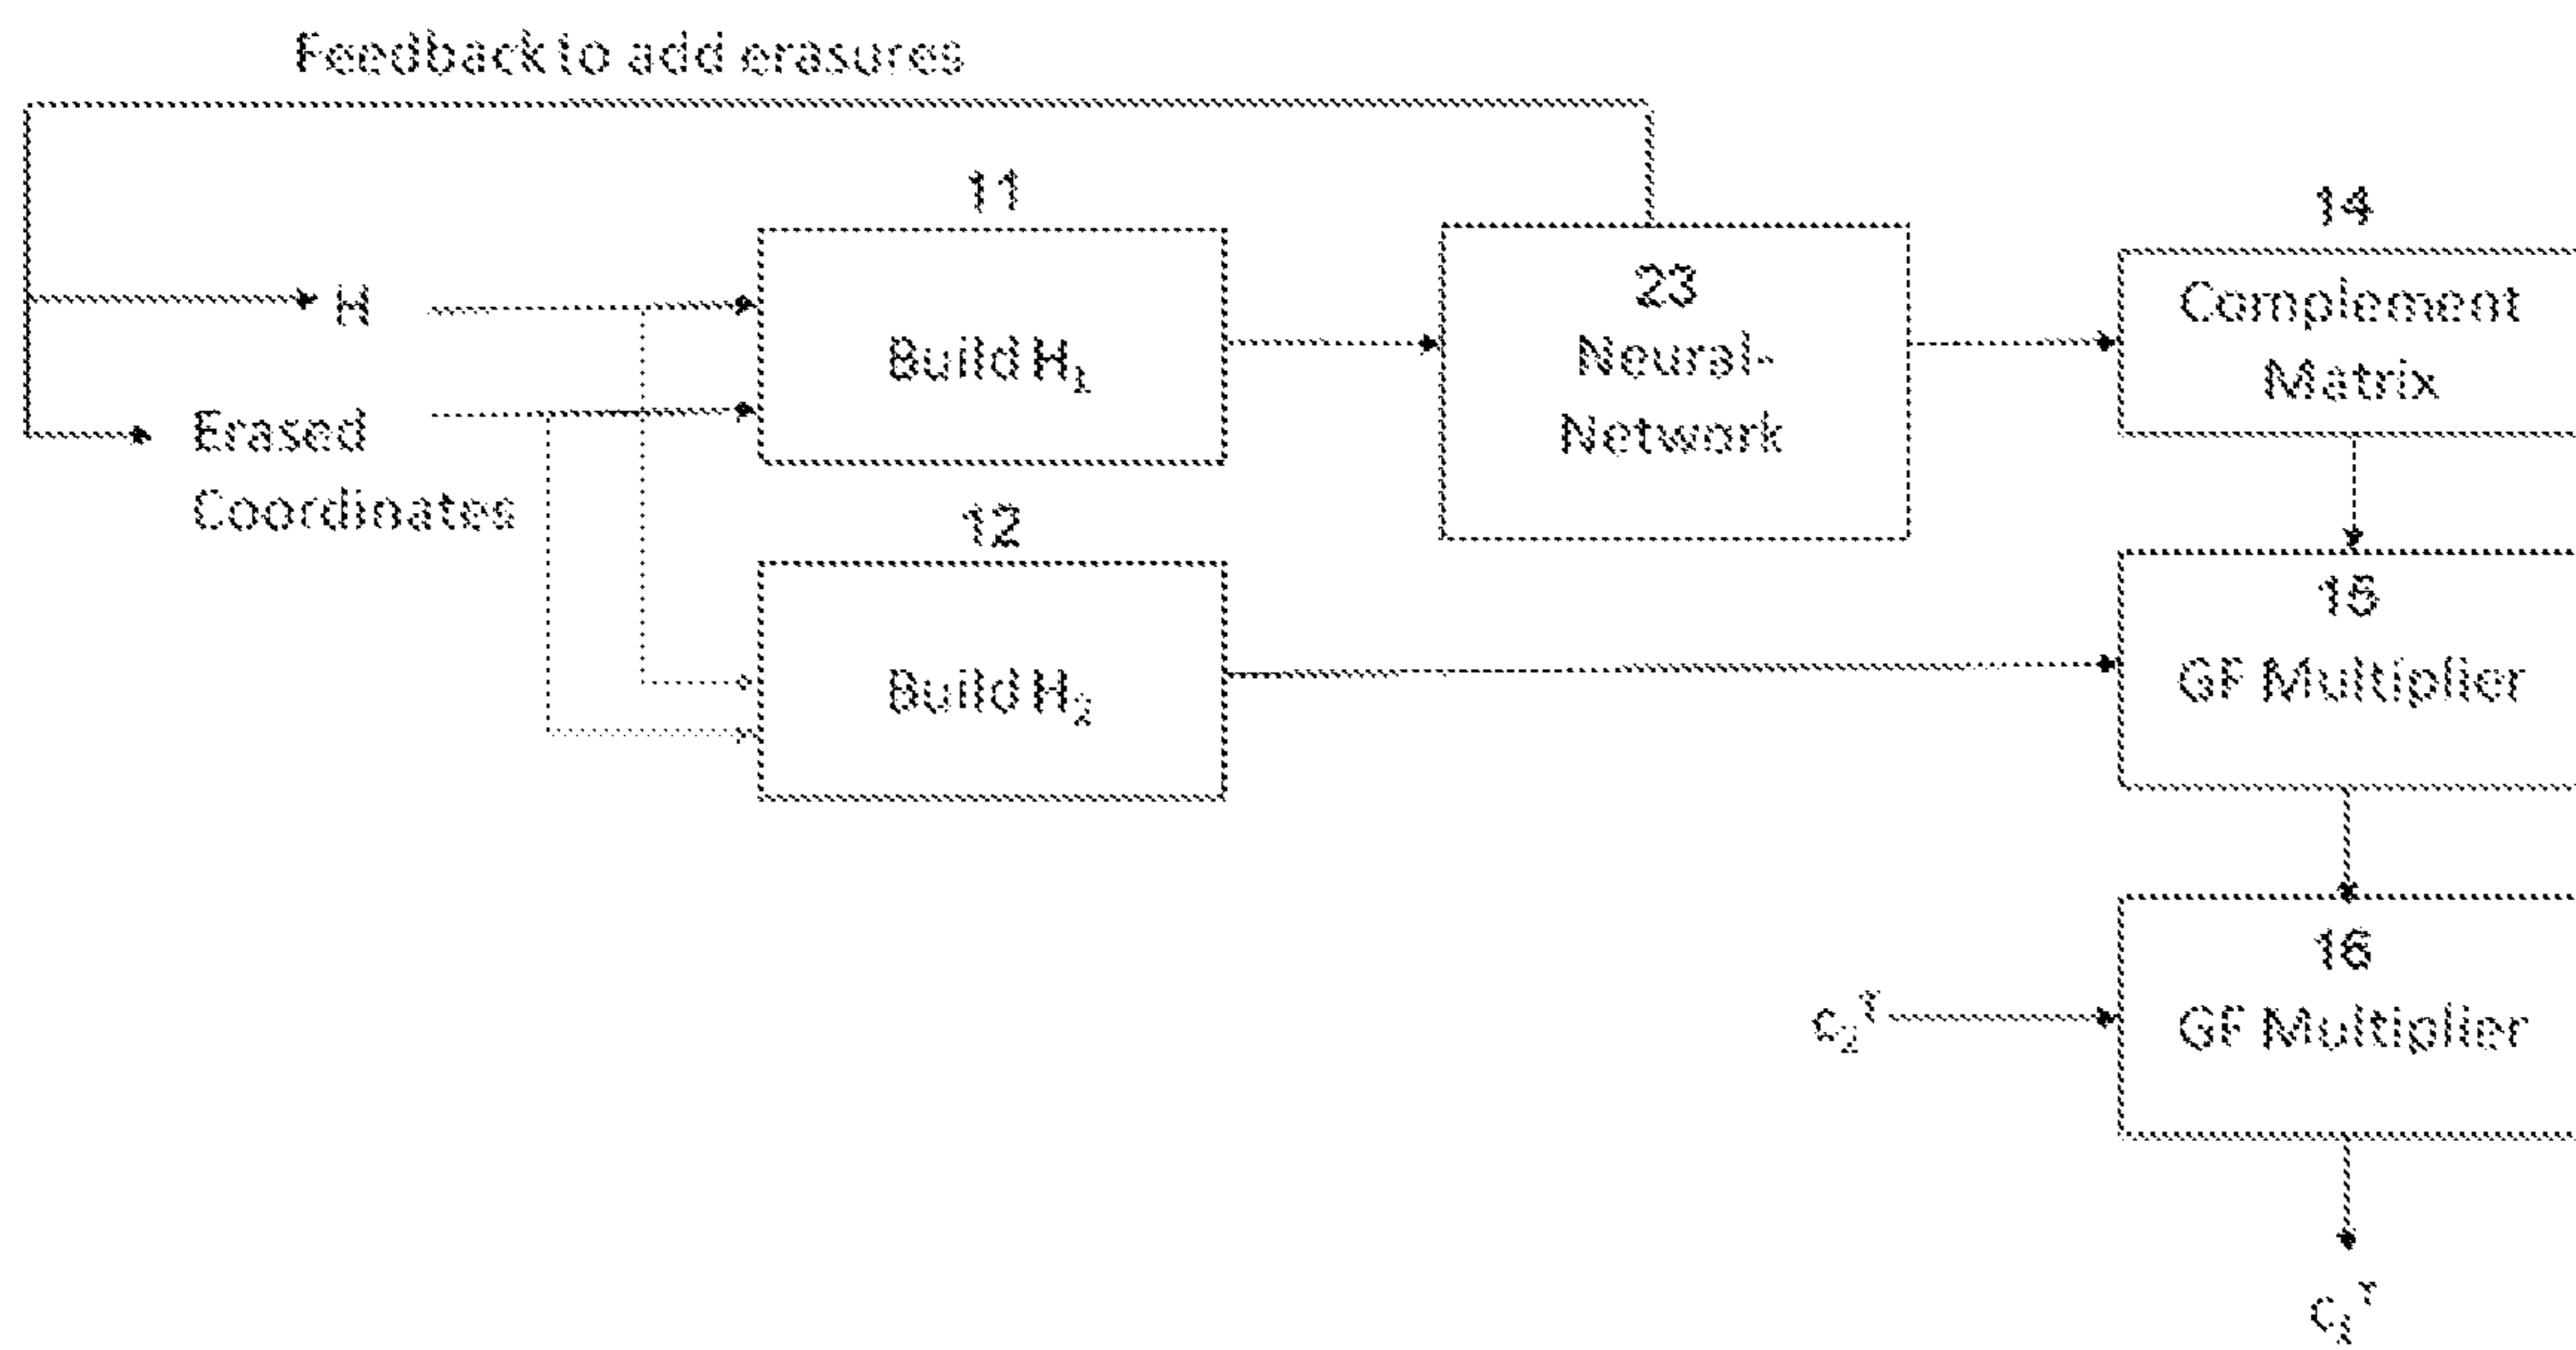 Feedback to add erasures
11
14
H
Build H₁
23
Neural-
Network
Complement
Matrix
Erased
Coordinates
12
Build H₂
15
GF Multiplier
16
GF Multiplier
c₂ᵀ
c₁ᵀ